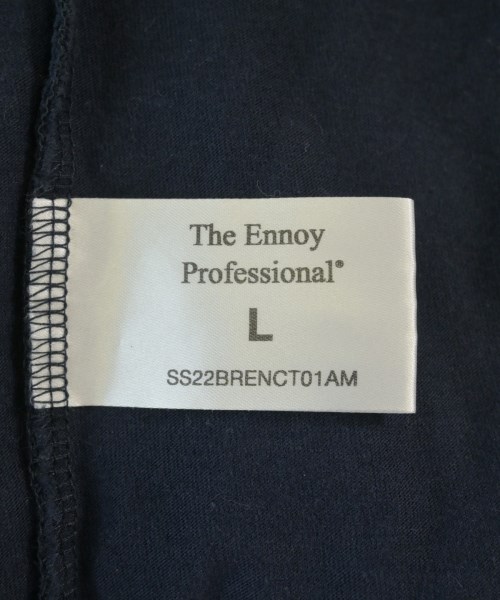 The Ennoy
Professional®
L
SS22BRENCT01AM